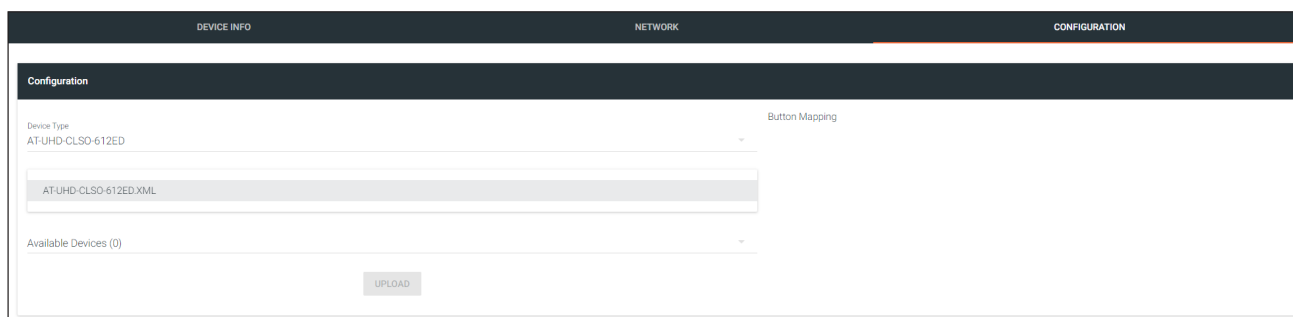 DEVICE INFO
NETWORK
CONFIGURATION
Configuration
Device Type
AT-UHD-CLSO-612ED
Button Mapping
AT-UHD-CLSO-612ED.XML
Available Devices (0)
UPLOAD